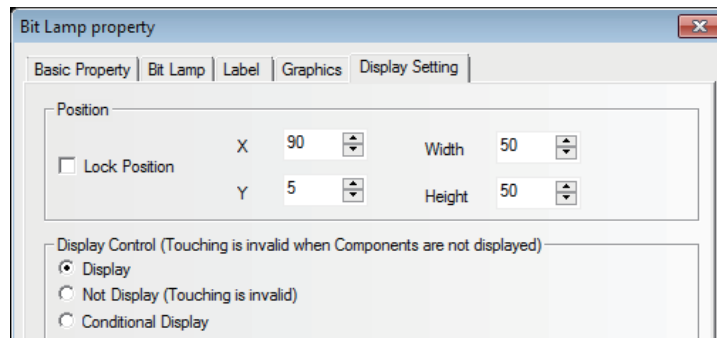 Bit Lamp property
Basic Property Bit Lamp Label Graphics Display Setting
Position
X 90 Width 50
Lock Position
Y 5 Height 50
Display Control (Touching is invalid when Components are not displayed)
Display
Not Display (Touching is invalid)
Conditional Display